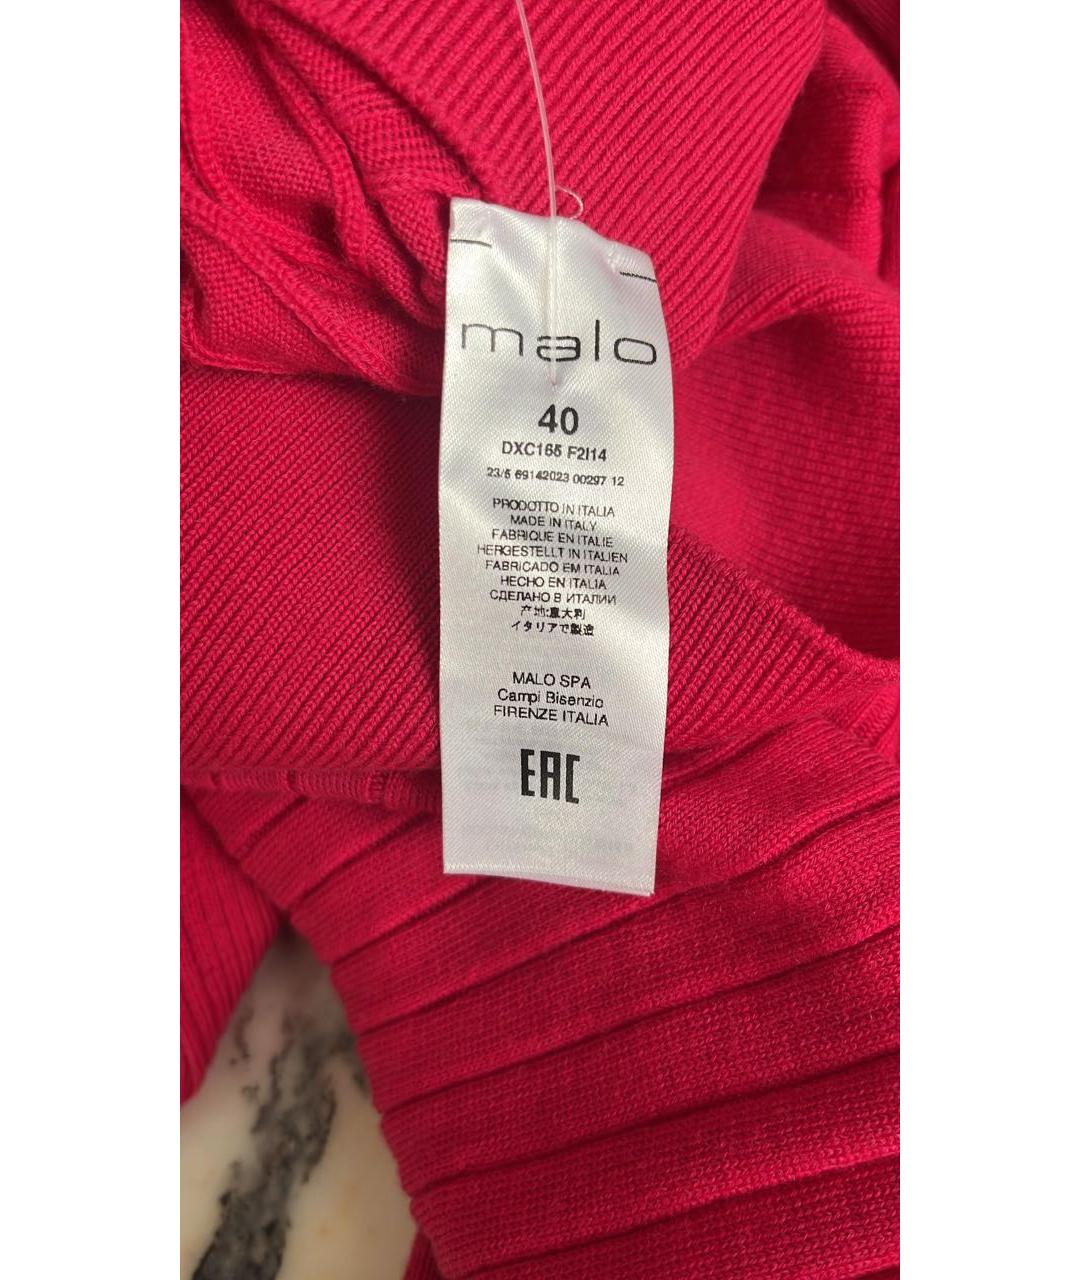 malo
40
DXC165 F2I14
23/5 69142023 00297 12
PRODOTTO IN ITALIA
MADE IN ITALY
FABRIQUE EN ITALIE
HERGESTELLT IN ITALIEN
FABRICADO EM ITALIA
HECHO EN ITALIA
СДЕЛАНО В ИТАЛИИ
产地:意大利
イタリアで製造
MALO SPA
Campi Bisenzio
FIRENZE ITALIA
EAC